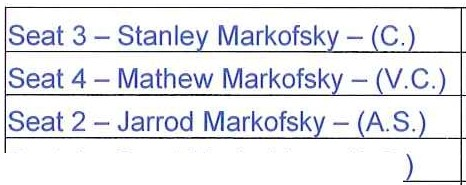 Seat 3 – Stanley Markofsky – (C.)
Seat 4 – Mathew Markofsky – (V.C.)
Seat 2 – Jarrod Markofsky – (A.S.)
)